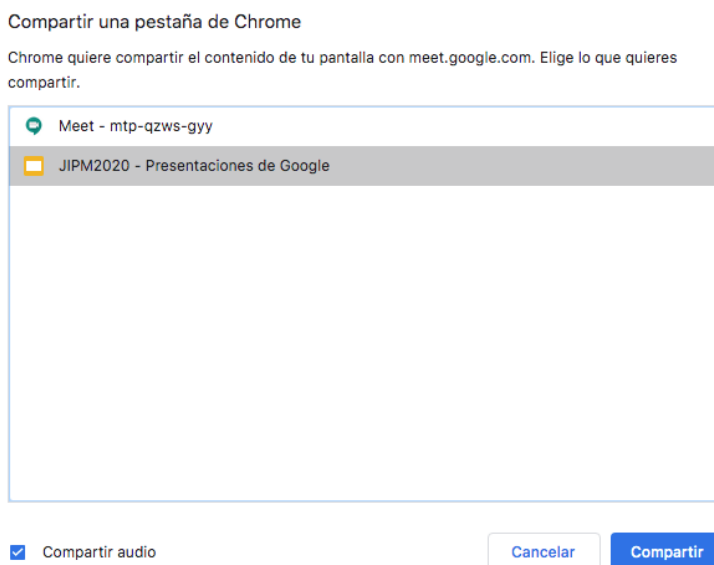 Compartir una pestaña de Chrome
Chrome quiere compartir el contenido de tu pantalla con meet.google.com. Elige lo que quieres
compartir.
Meet - mtp-qzws-gyy
JIPM2020 - Presentaciones de Google
Compartir audio
Cancelar
Compartir